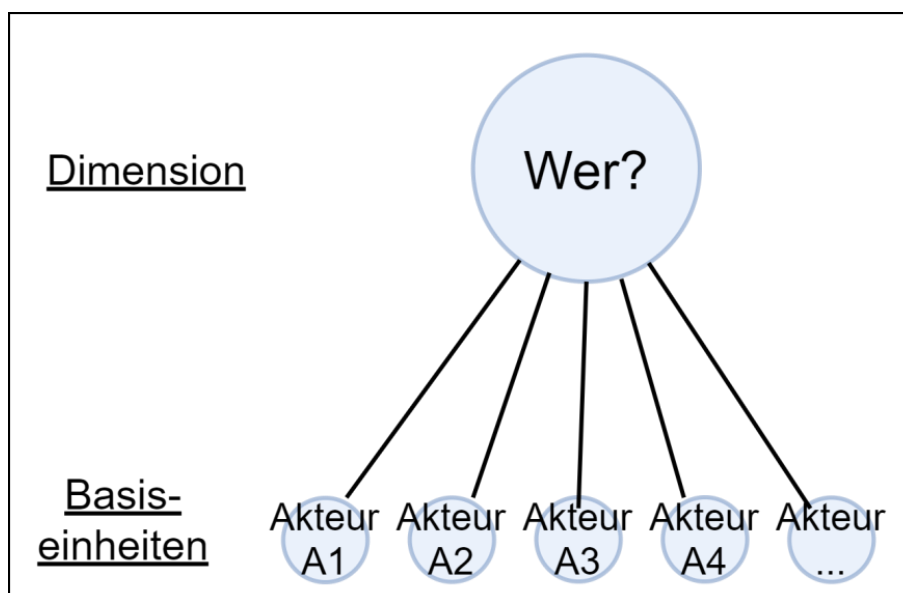 Dimension
Wer?
Basis-
einheiten
Akteur
A1
Akteur
A2
Akteur
A3
Akteur
A4
Akteur
...